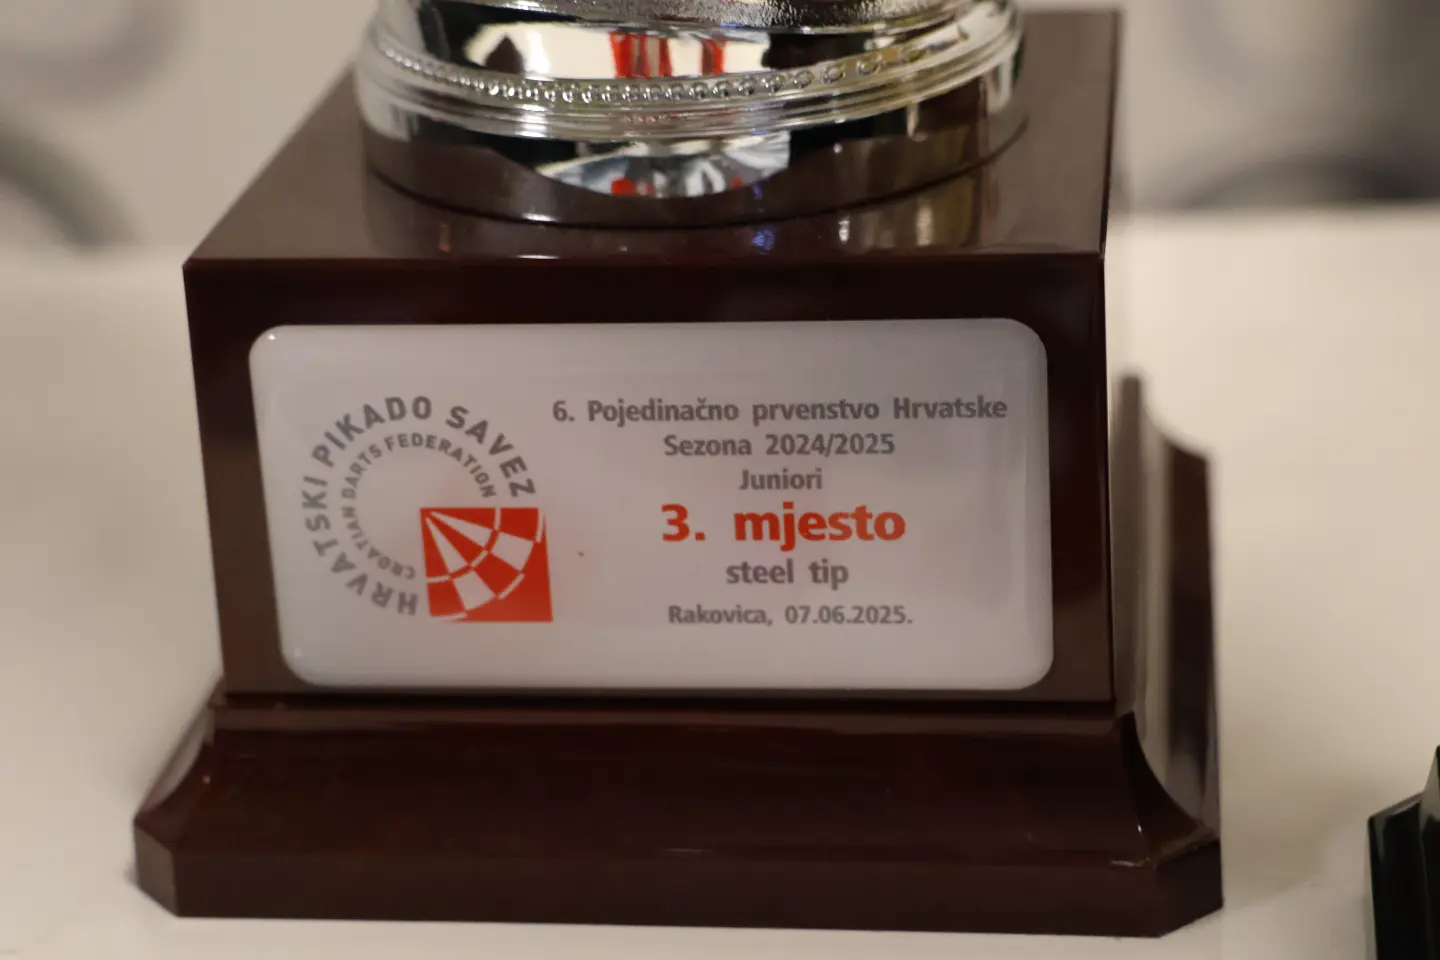 HRVATSKI PIKADO SAVEZ
CROATIAN DARTS FEDERATION
6. Pojedinačno prvenstvo Hrvatske
Sezona 2024/2025
Juniori
3. mjesto
steel tip
Rakovica, 07.06.2025.